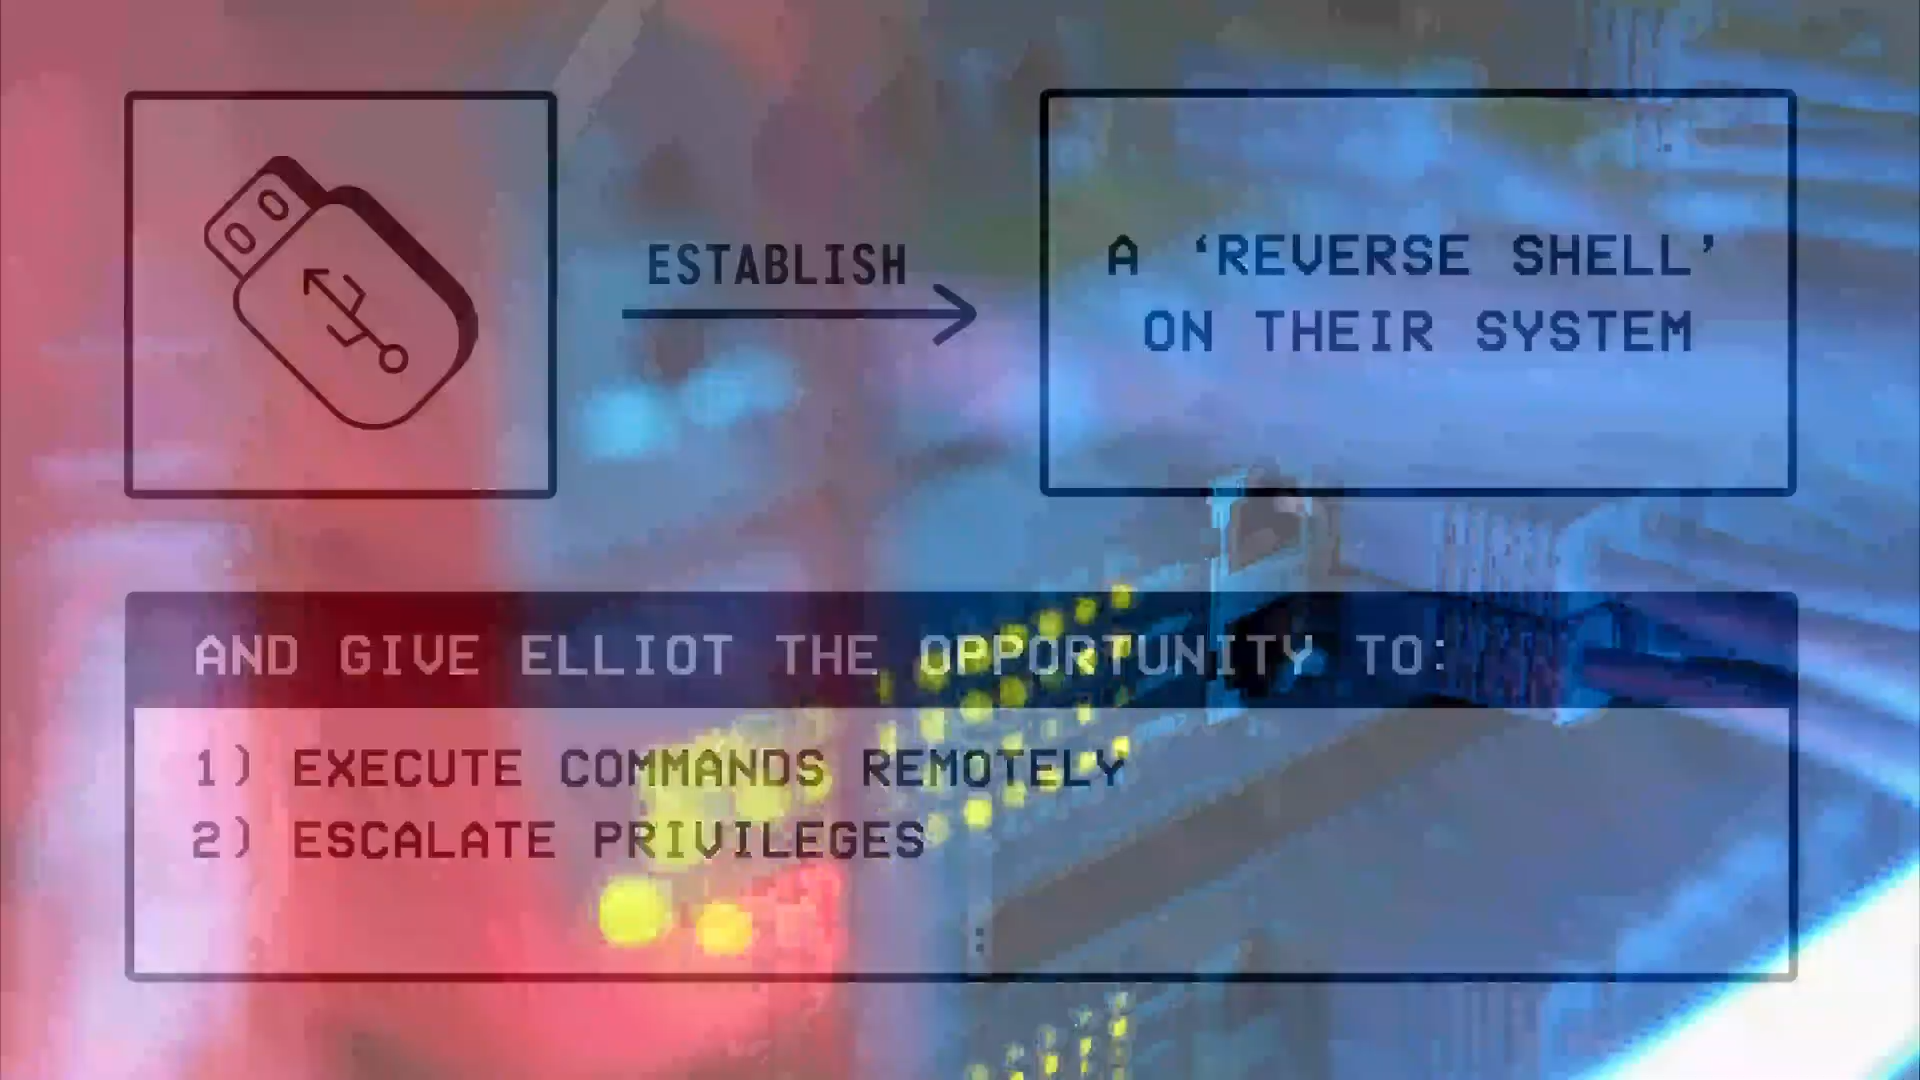 ESTABLISH
A ‘REVERSE SHELL’
ON THEIR SYSTEM
AND GIVE ELLIOT THE OPPORTUNITY TO:
1) EXECUTE COMMANDS REMOTELY
2) ESCALATE PRIVILEGES